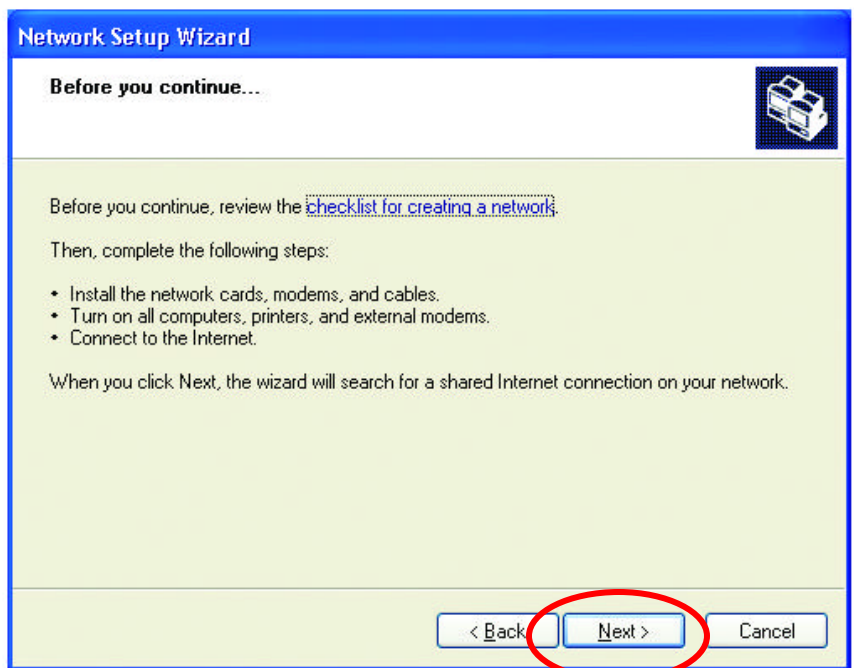 Network Setup Wizard
Before you continue...
Before you continue, review the checklist for creating a network.
Then, complete the following steps:
• Install the network cards, modems, and cables.
• Turn on all computers, printers, and external modems.
• Connect to the Internet.
When you click Next, the wizard will search for a shared Internet connection on your network.
< Back
Next >
Cancel